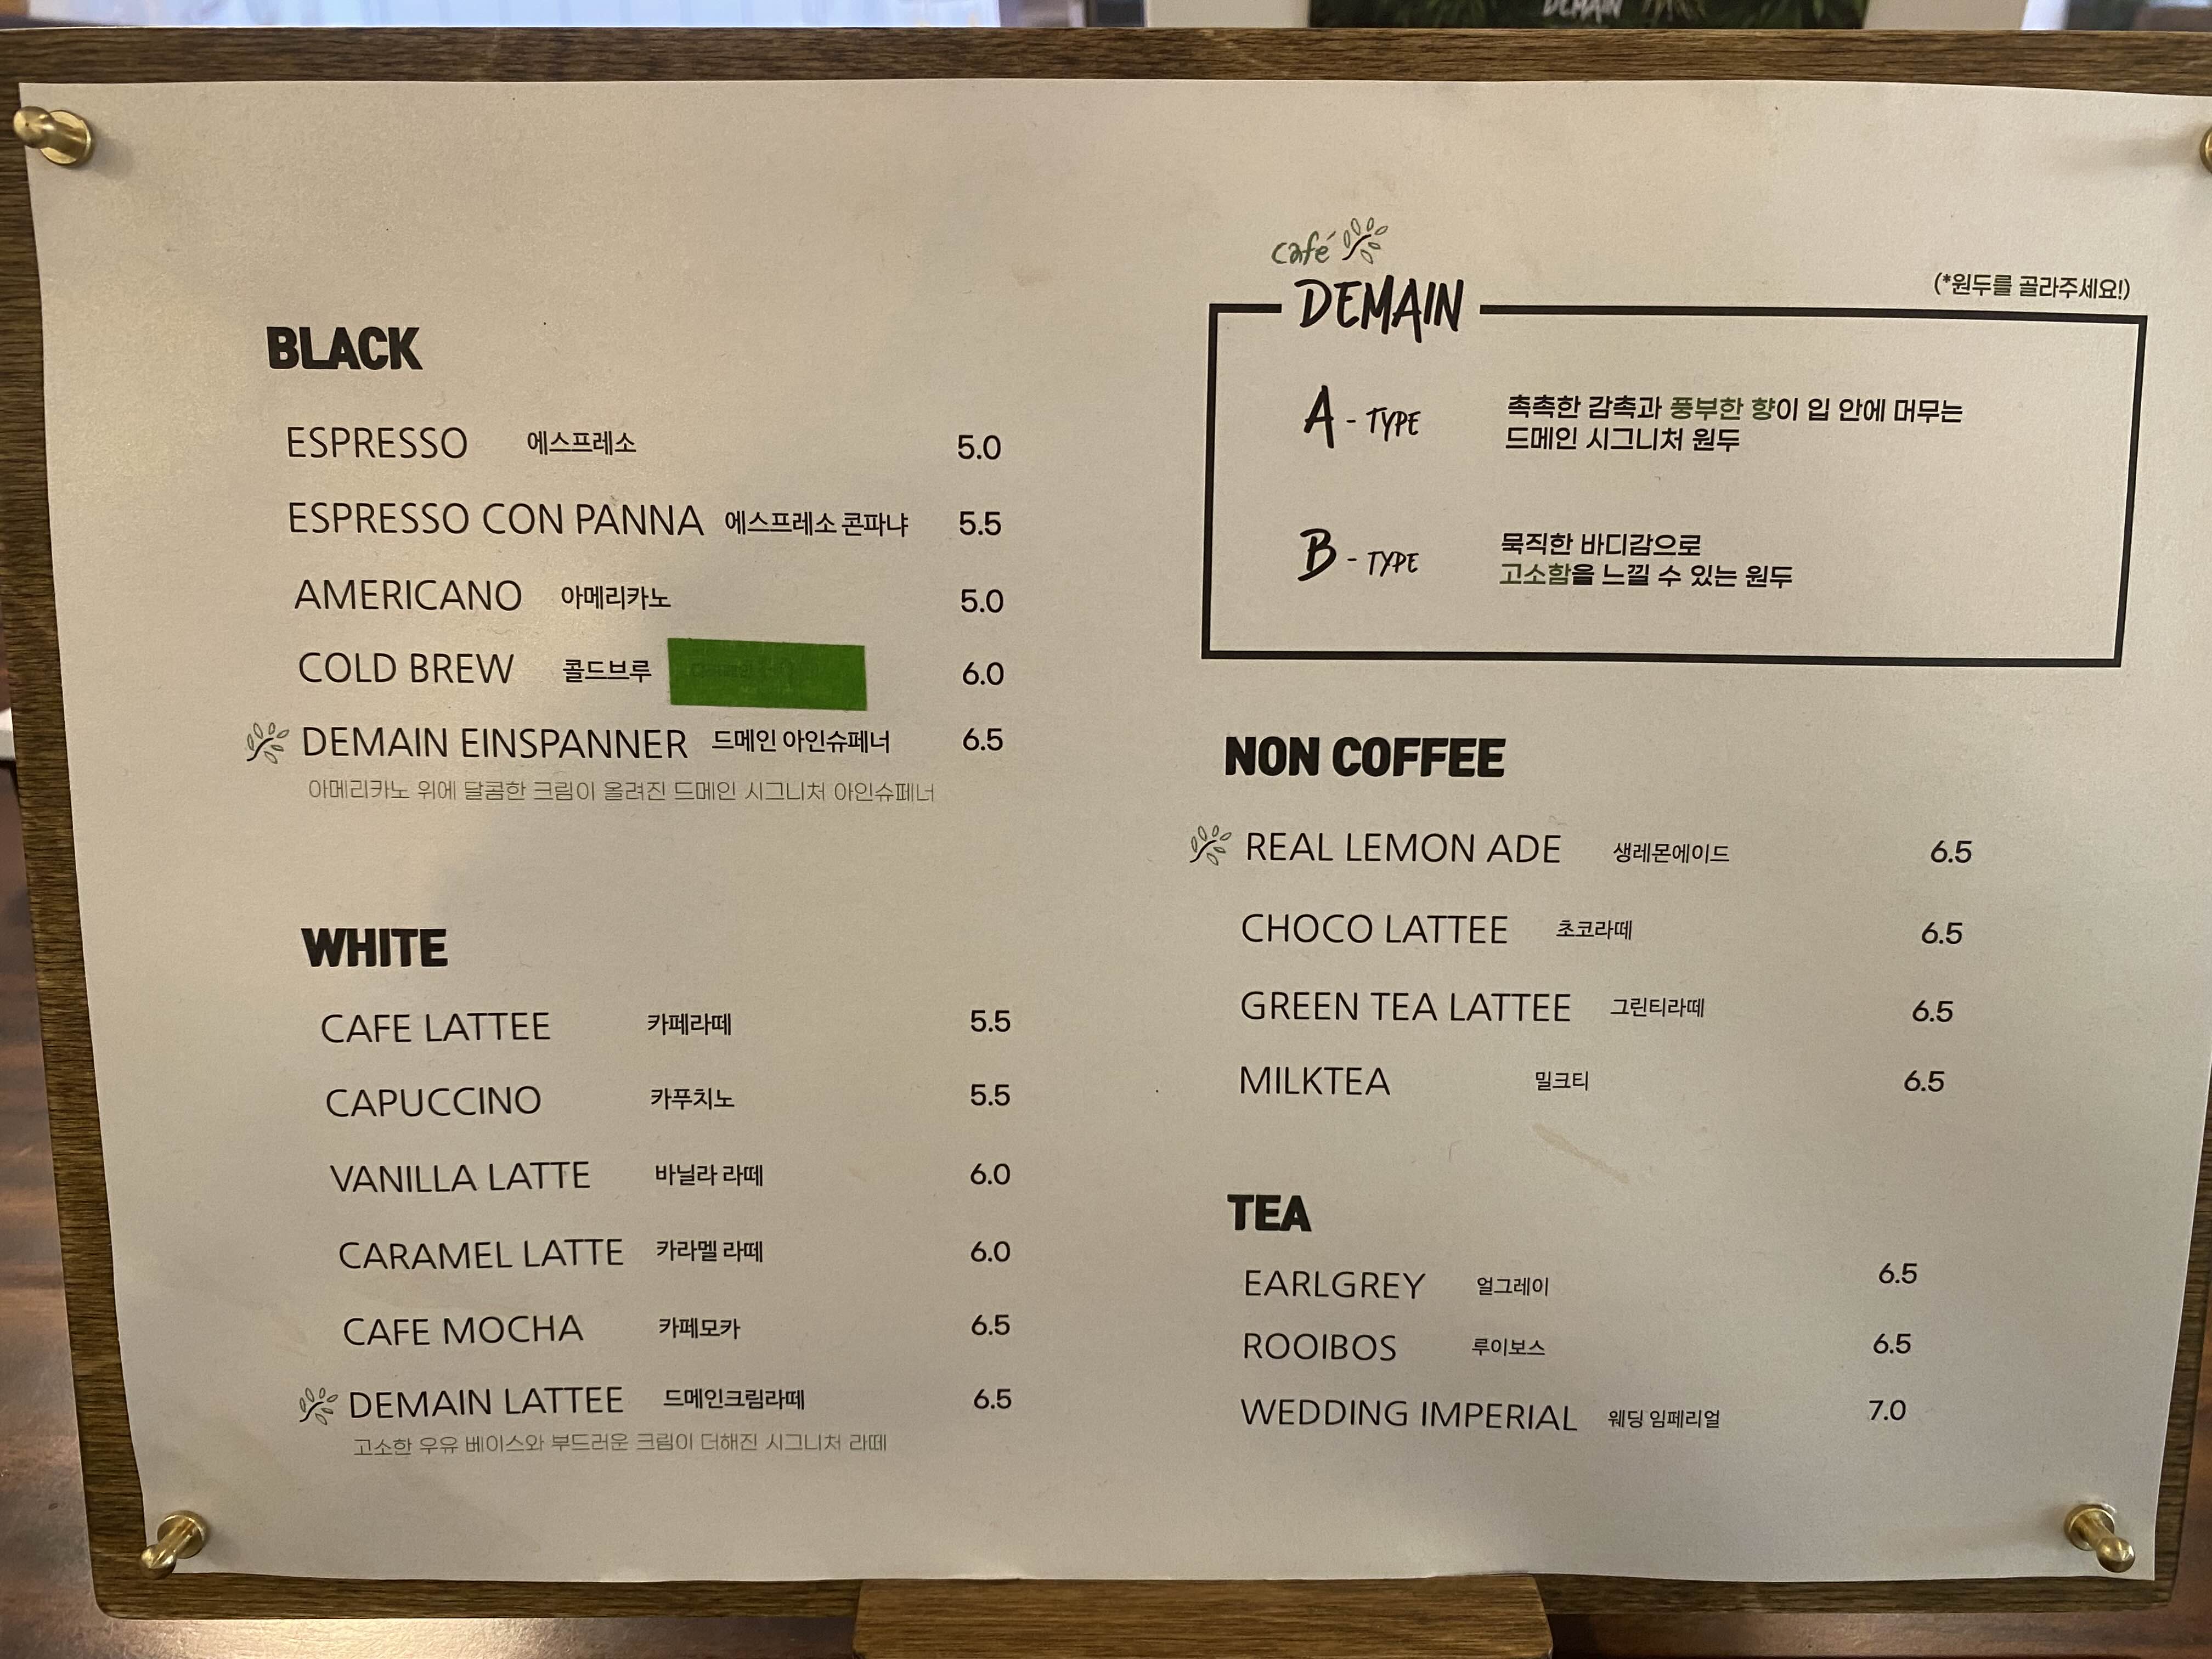 DEMAIN
BLACK
ESPRESSO 에스프레소 5.0
ESPRESSO CON PANNA 에스프레소 콘파냐 5.5
AMERICANO 아메리카노 5.0
COLD BREW 콜드브루 6.0
DEMAIN EINSPANNER 드메인 아인슈페너 6.5
아메리카노 위에 달콤한 크림이 올려진 드메인 시그니처 아인슈페너
WHITE
CAFE LATTEE 카페라떼 5.5
CAPUCCINO 카푸치노 5.5
VANILLA LATTE 바닐라 라떼 6.0
CARAMEL LATTE 카라멜 라떼 6.0
CAFE MOCHA 카페모카 6.5
DEMAIN LATTEE 드메인크림라떼 6.5
고소한 우유 베이스와 부드러운 크림이 더해진 시그니처 라떼
café
DEMAIN
(*원두를 골라주세요!)
A - TYPE 촉촉한 감촉과 풍부한 향이 입 안에 머무는
드메인 시그니처 원두
B - TYPE 묵직한 바디감으로
고소함을 느낄 수 있는 원두
NON COFFEE
REAL LEMON ADE 생레몬에이드 6.5
CHOCO LATTEE 초코라떼 6.5
GREEN TEA LATTEE 그린티라떼 6.5
MILKTEA 밀크티 6.5
TEA
EARLGREY 얼그레이 6.5
ROOIBOS 루이보스 6.5
WEDDING IMPERIAL 웨딩 임페리얼 7.0